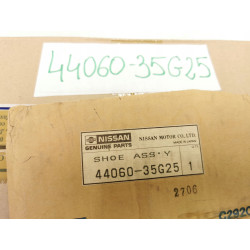 44060-35G25
NISSAN
GENUINE PARTS
NISSAN MOTOR CO.,LTD.
MADE IN JAPAN
SHOE ASS'Y
44060-35G25 1
2706